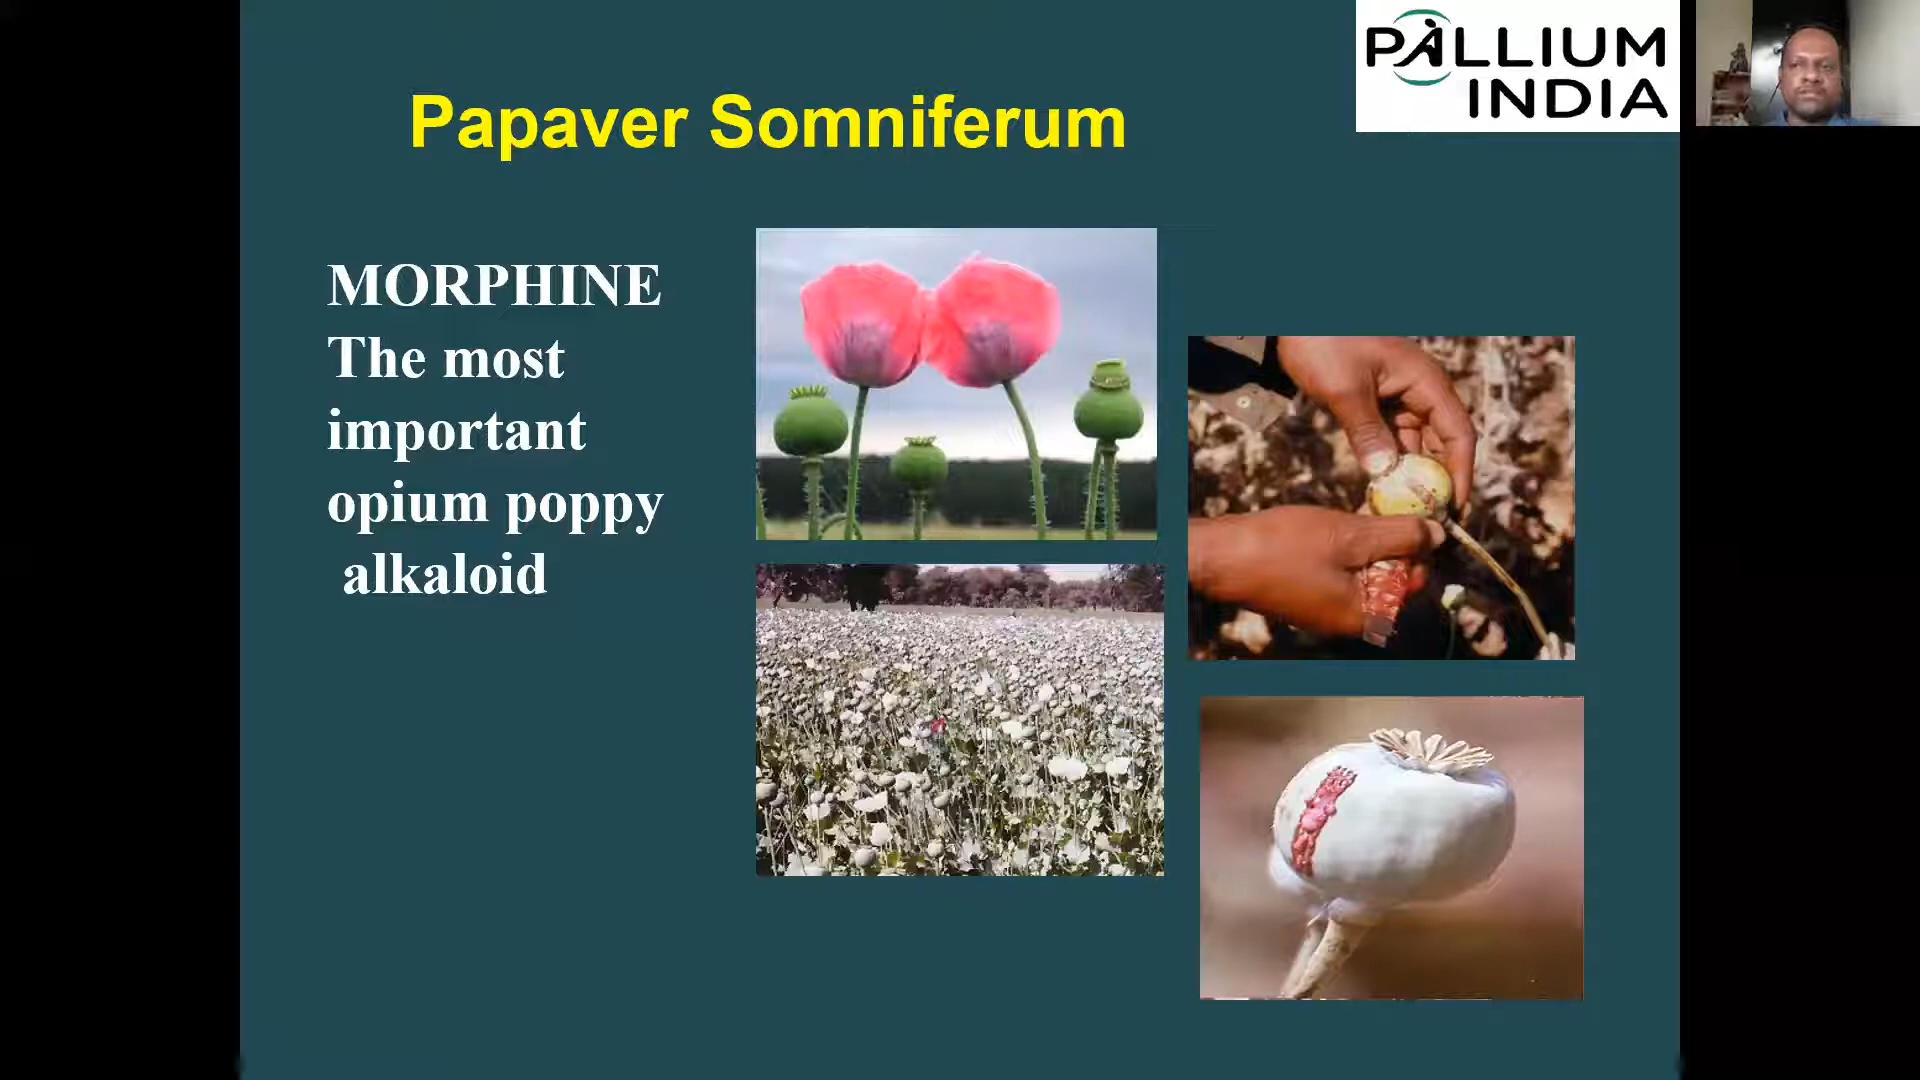 PALLIUM
INDIA
Papaver Somniferum
MORPHINE
The most
important
opium poppy
alkaloid